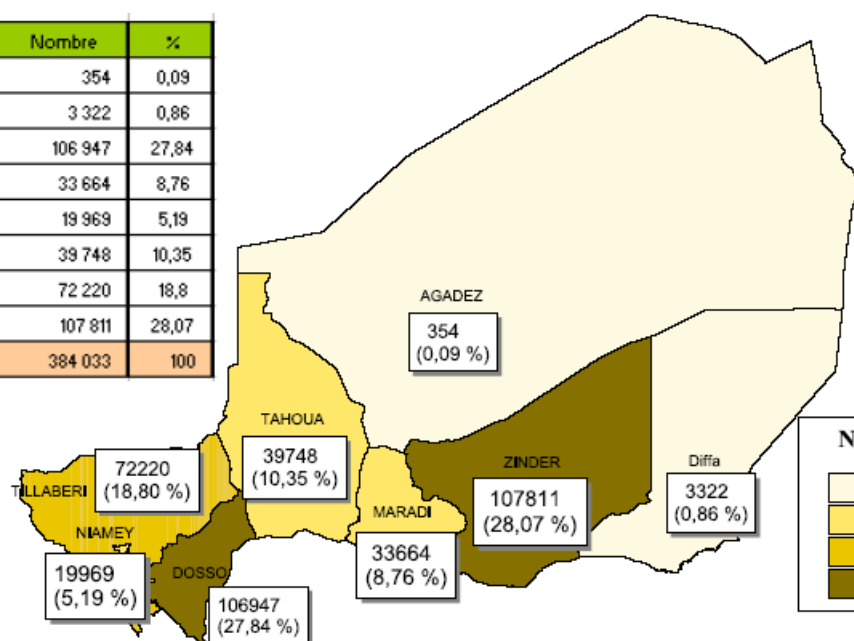 Nombre %
354 0,09
3 322 0,86
106 947 27,84
33 664 8,76
19 969 5,19
39 748 10,35
72 220 18,8
107 811 28,07
384 033 100
AGADEZ
354
(0,09 %)
TAHOUA
39748
(10,35 %)
72220
(18,80 %)
TILLABERI
NIAMEY
19969
(5,19 %)
DOSSO
106947
(27,84 %)
MARADI
33664
(8,76 %)
ZINDER
107811
(28,07 %)
Diffa
3322
(0,86 %)
N